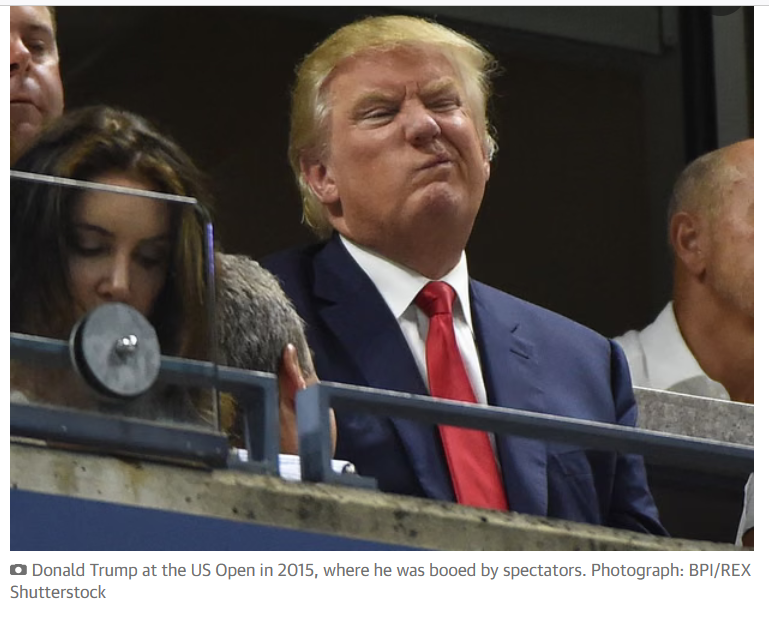 Donald Trump at the US Open in 2015, where he was booed by spectators. Photograph: BPI/REX
Shutterstock